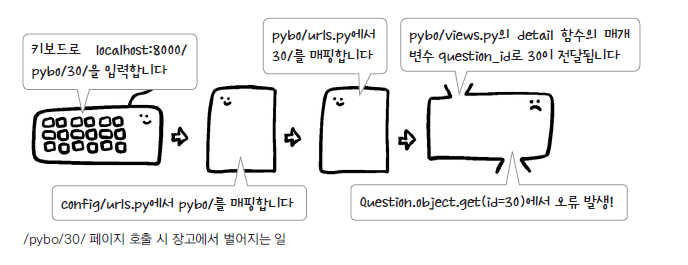 키보드로 localhost:8000/
pybo/30/을 입력합니다
config/urls.py에서 pybo/를 매핑합니다
pybo/urls.py에서
30/를 매핑합니다
pybo/views.py의 detail 함수의 매개
변수 question_id로 30이 전달됩니다
Question.object.get(id=30)에서 오류 발생!
/pybo/30/ 페이지 호출 시 장고에서 벌어지는 일